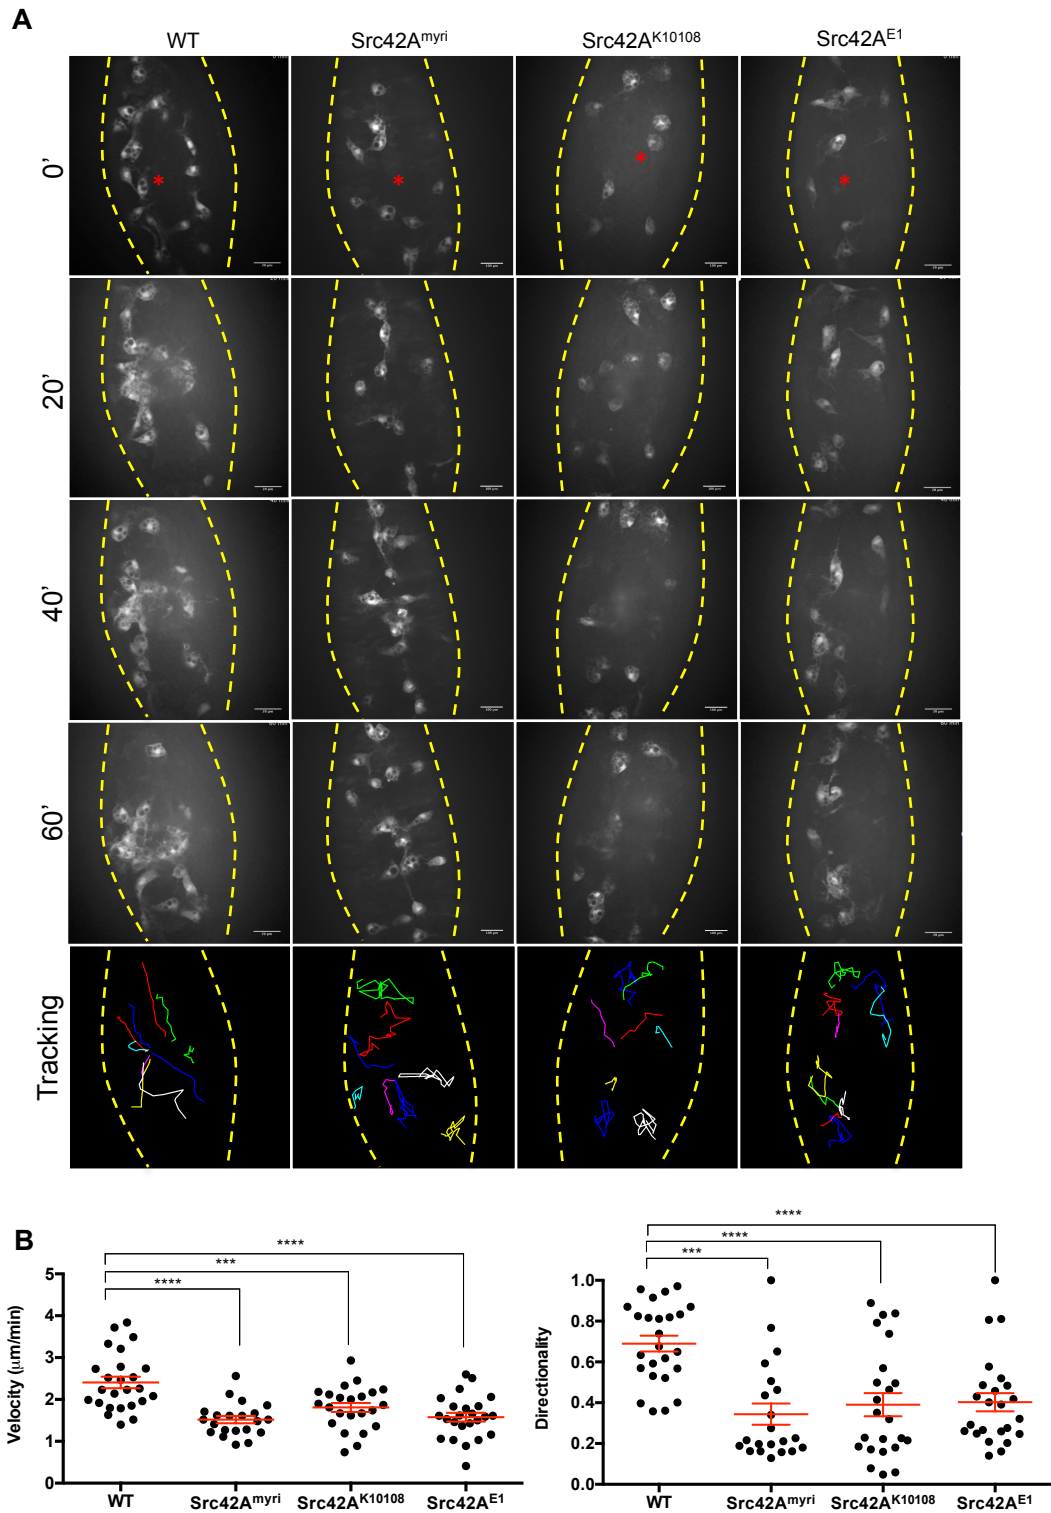 A
WT Src42A^myri Src42A^K10108 Src42A^E1
0’
* * * *
20’
40’
60’
Tracking
B
****
***
****
Velocity (μm/min)
5
4
3
2
1
0
WT Src42A^myri Src42A^K10108 Src42A^E1
****
****
***
Directionality
1.0
0.8
0.6
0.4
0.2
0.0
WT Src42A^myri Src42A^K10108 Src42A^E1